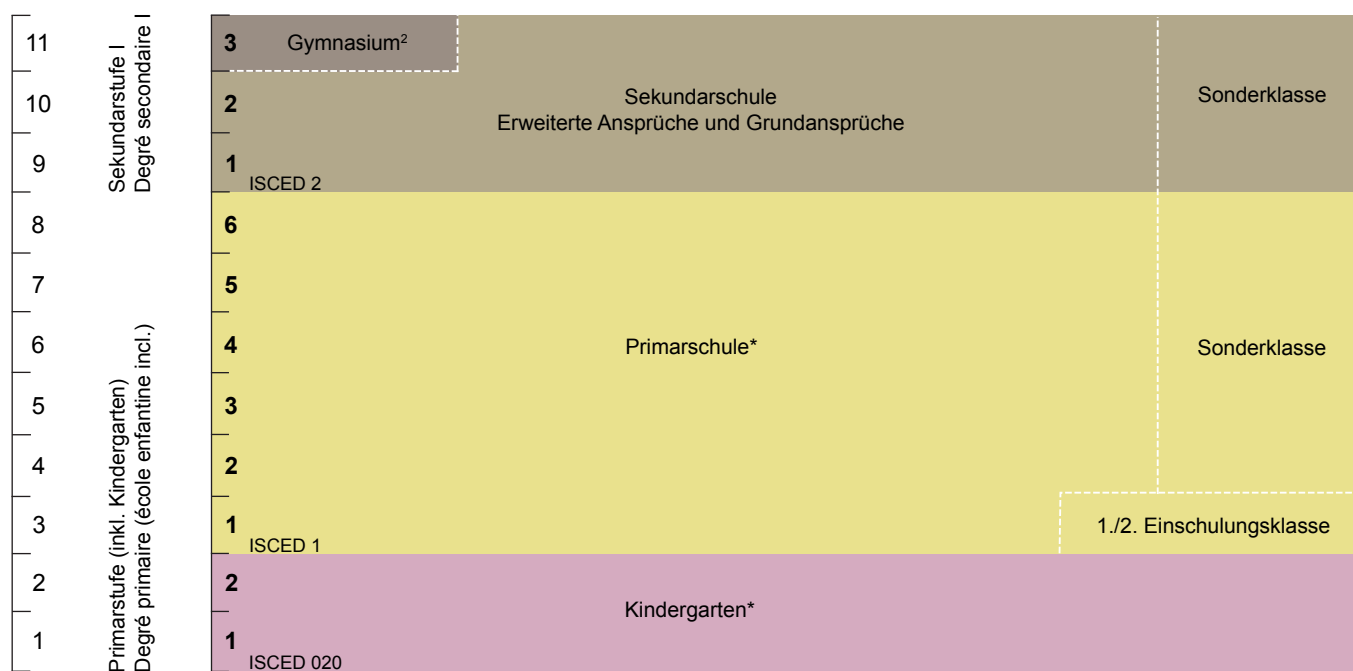 11
3
Gymnasium²
10
2
Sekundarschule
Erweiterte Ansprüche und Grundansprüche
Sonderklasse
9
1
ISCED 2
Sekundarstufe I
Degré secondaire I
8
6
7
5
6
4
Primarschule*
Sonderklasse
5
3
4
2
3
1
ISCED 1
1./2. Einschulungsklasse
2
2
Kindergarten*
1
1
ISCED 020
Primarstufe (inkl. Kindergarten)
Degré primaire (école enfantine incl.)